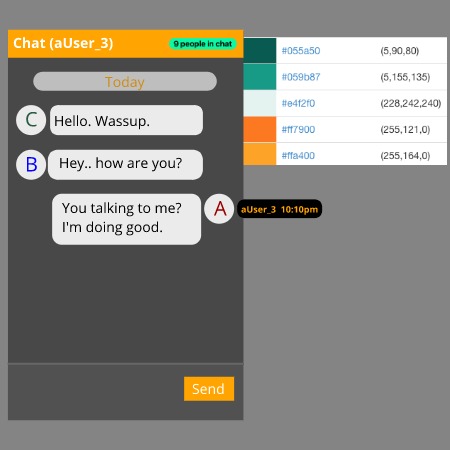 Chat (aUser_3)
9 people in chat
Today
C
Hello. Wassup.
B
Hey.. how are you?
You talking to me?
I'm doing good.
A
aUser_3 10:10pm
Send
#055a50 (5,90,80)
#059b87 (5,155,135)
#e4f2f0 (228,242,240)
#ff7900 (255,121,0)
#ffa400 (255,164,0)